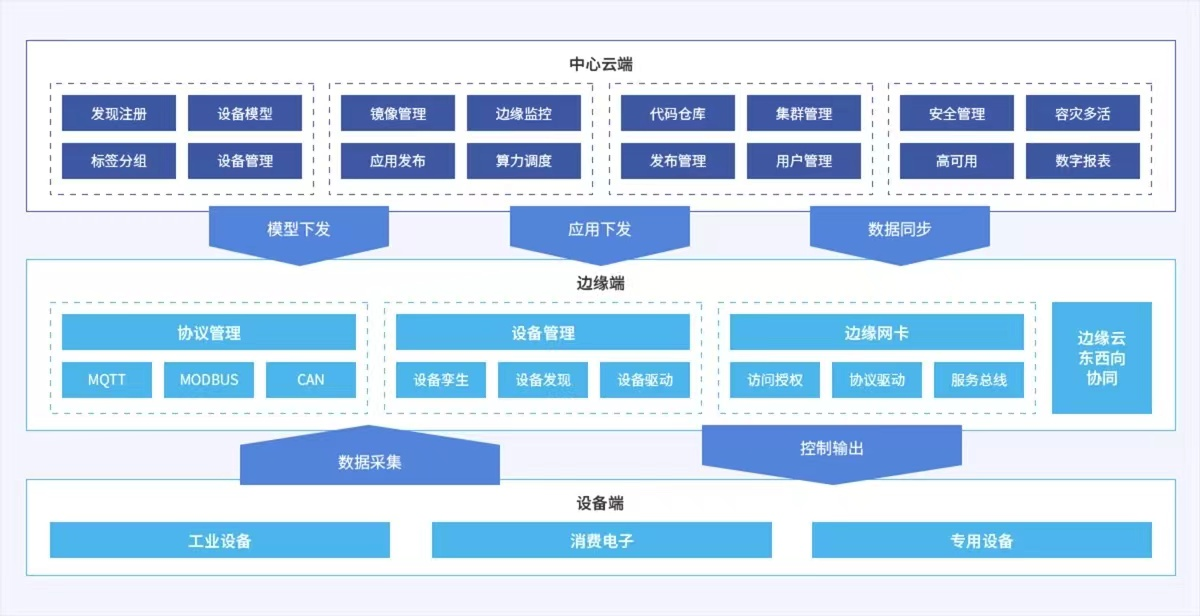 中心云端
发现注册
设备模型
镜像管理
边缘监控
代码仓库
集群管理
安全管理
容灾多活
标签分组
设备管理
应用发布
算力调度
发布管理
用户管理
高可用
数字报表
模型下发
应用下发
数据同步
边缘端
协议管理
设备管理
边缘网卡
MQTT
MODBUS
CAN
设备孪生
设备发现
设备驱动
访问授权
协议驱动
服务总线
边缘云
东西向
协同
数据采集
控制输出
设备端
工业设备
消费电子
专用设备